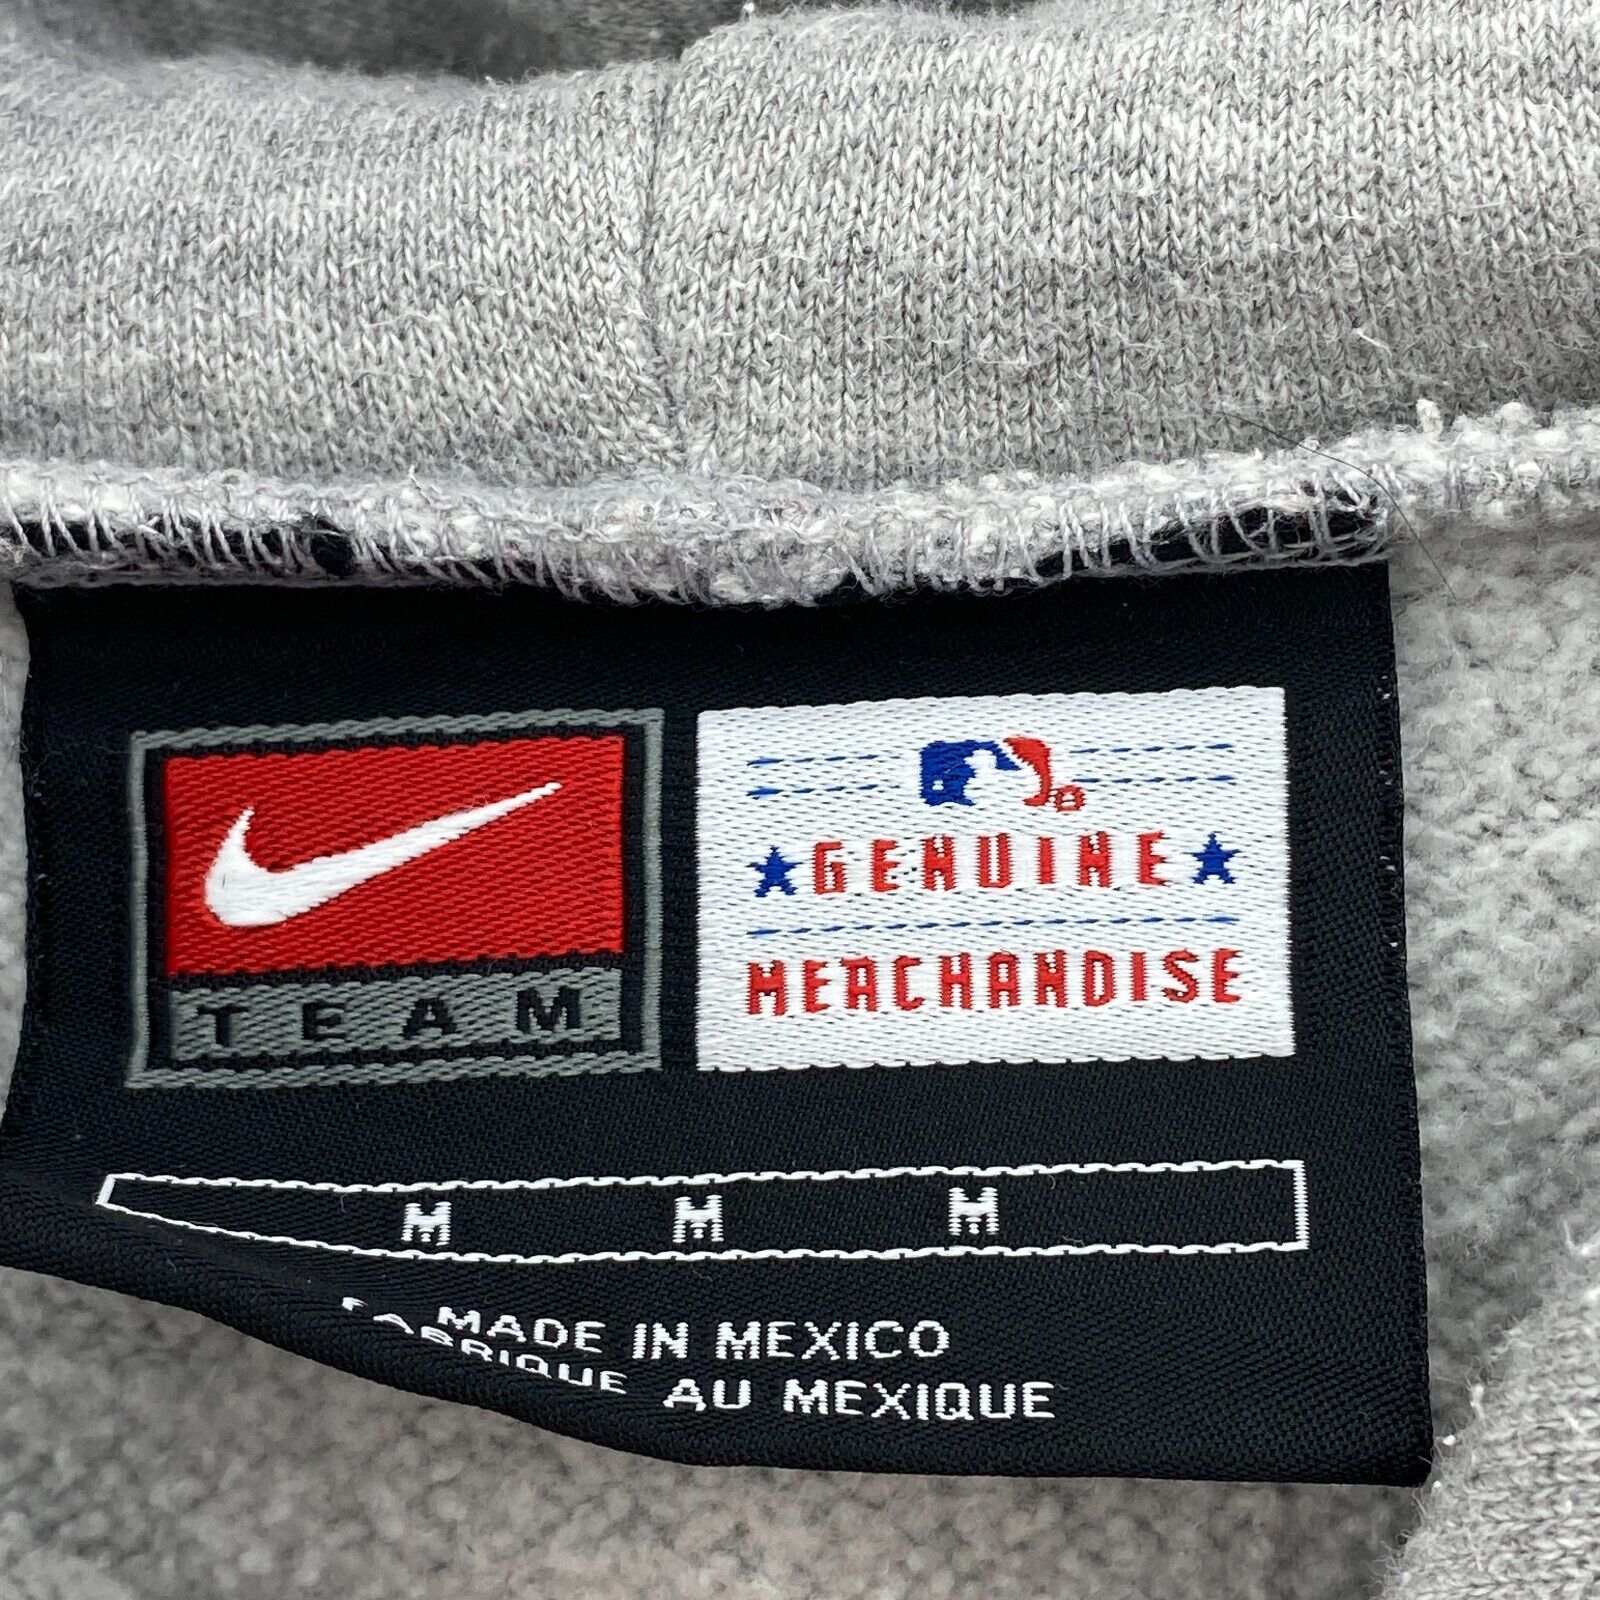 TEAM
GENUINE
MERCHANDISE
M M M
MADE IN MEXICO
FABRIQUE AU MEXIQUE